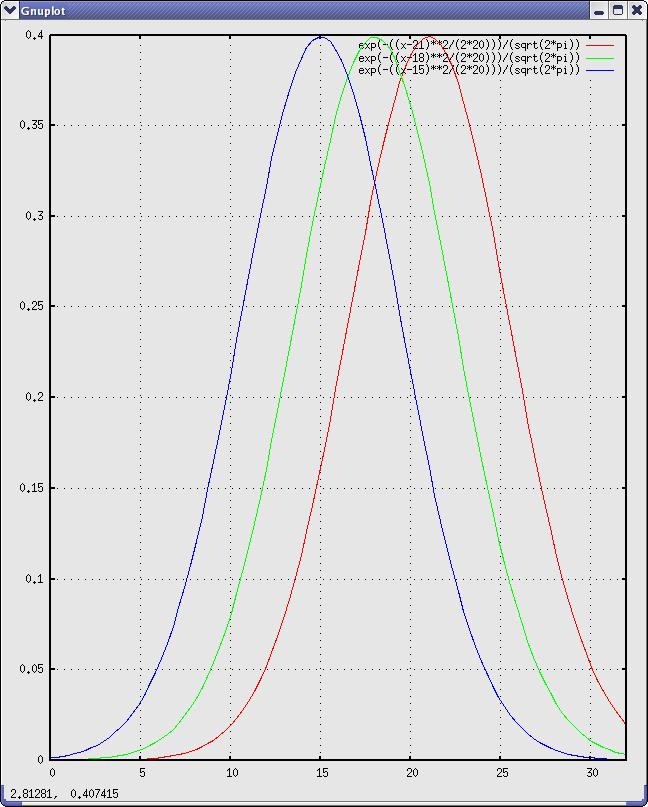 Gnuplot
0.4
exp(-((x-21)**2/(2*20)))/(sqrt(2*pi))
exp(-((x-18)**2/(2*20)))/(sqrt(2*pi))
exp(-((x-15)**2/(2*20)))/(sqrt(2*pi))
0.35
0.3
0.25
0.2
0.15
0.1
0.05
0
0 5 10 15 20 25 30
2.81281, 0.407415